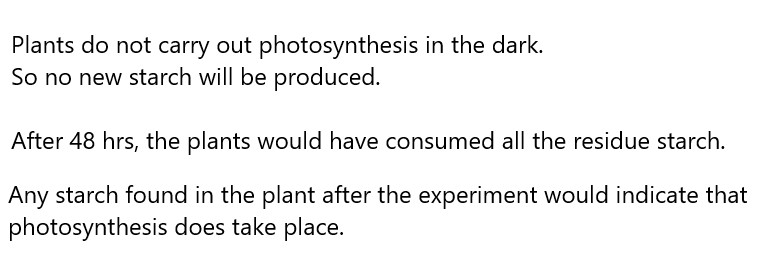 Plants do not carry out photosynthesis in the dark.
So no new starch will be produced.
After 48 hrs, the plants would have consumed all the residue starch.
Any starch found in the plant after the experiment would indicate that
photosynthesis does take place.